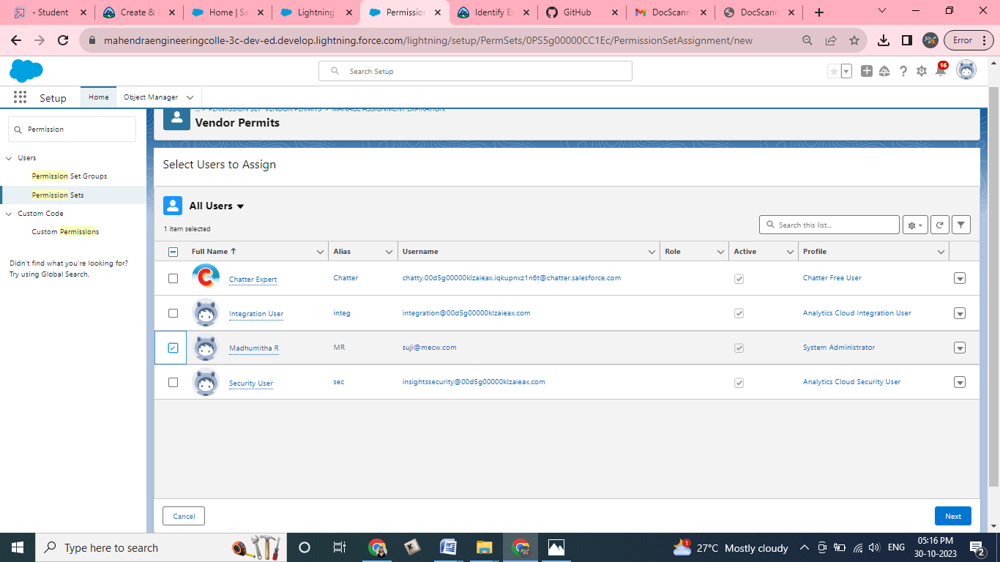 - Student
Create & 
Home | Sa
Lightning
Permission
Identify Ex
GitHub
DocScann
DocScann
mahendraengineeringcolle-3c-dev-ed.develop.lightning.force.com/lightning/setup/PermSets/0PS5g00000CC1Ec/PermissionSetAssignment/new
Error
Search Setup
16
Setup
Home
Object Manager
Permission
Users
Permission Set Groups
Permission Sets
Custom Code
Custom Permissions
Didn't find what you're looking for?
Try using Global Search.
... > PERMISSION SET 'VENDOR PERMITS' > MANAGE ASSIGNMENT EXPIRATION
Vendor Permits
Select Users to Assign
All Users
1 item selected
Search this list...
Full Name Alias Username Role Active Profile
Chatter Expert Chatter chatty.00d5g00000klzaieax.iqkupnxz1n6t@chatter.salesforce.com Chatter Free User
Integration User integ integration@00d5g00000klzaieax.com Analytics Cloud Integration User
Madhumitha R MR suji@mecw.com System Administrator
Security User sec insightssecurity@00d5g00000klzaieax.com Analytics Cloud Security User
Cancel
Next
Type here to search
1
27°C Mostly cloudy
ENG
05:16 PM
30-10-2023
2